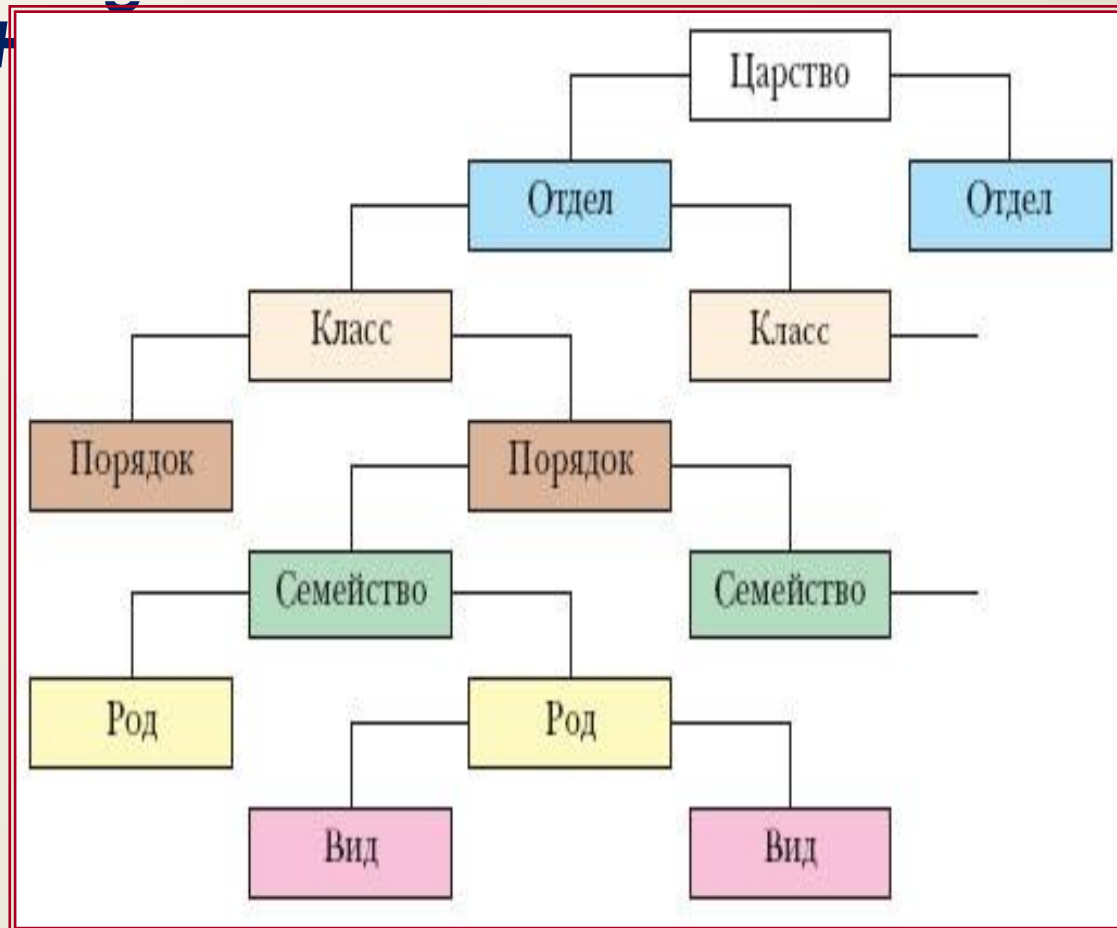 Царство
Отдел Отдел
Класс Класс
Порядок Порядок
Семейство Семейство
Род Род
Вид Вид